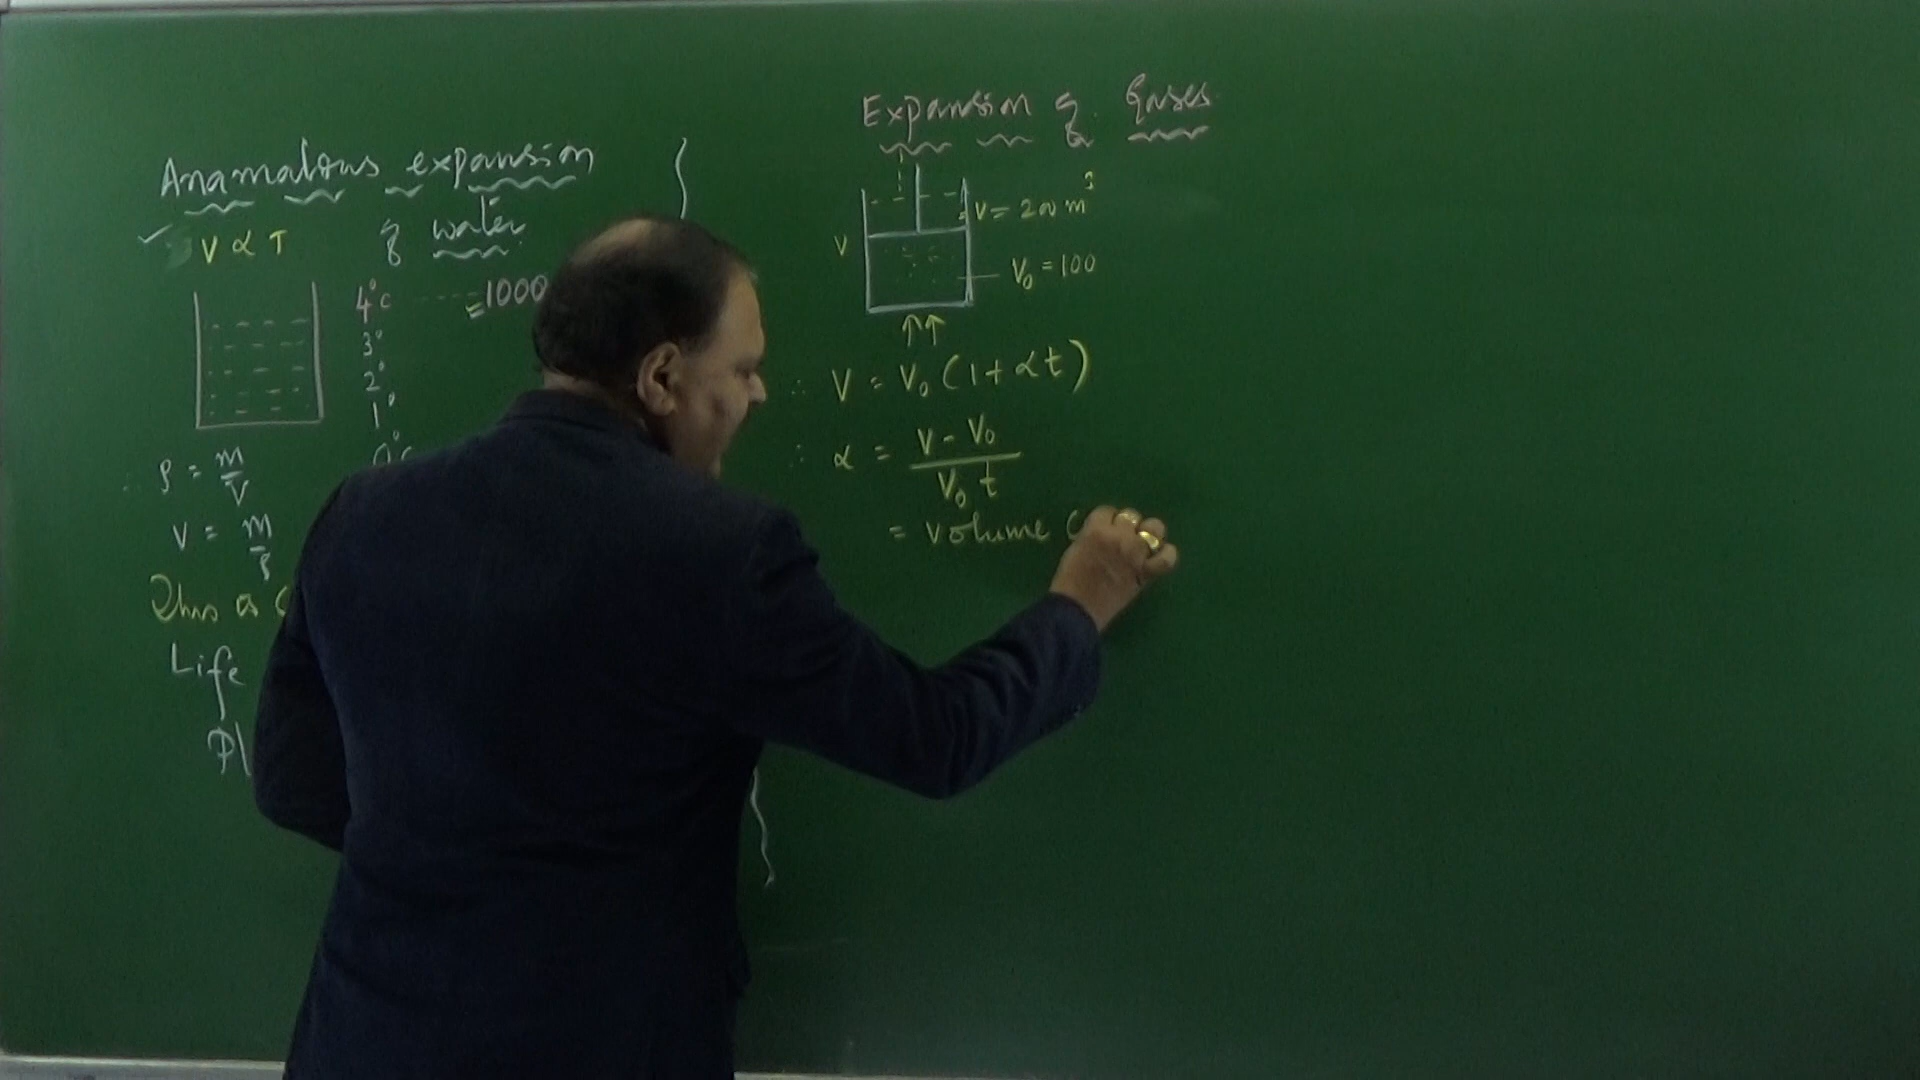 Anamalous expansion
of water
V ∝ T
4°c = 1000
3°
2°
1°
0°c
ρ = m/V
V = m/ρ
Thus as
Life
Pl
Expansion of Gases
V = 200 m³
V
V₀ = 100
∴ V = V₀ (1 + αt)
∴ α = (V - V₀)/(V₀ t)
= Volume C